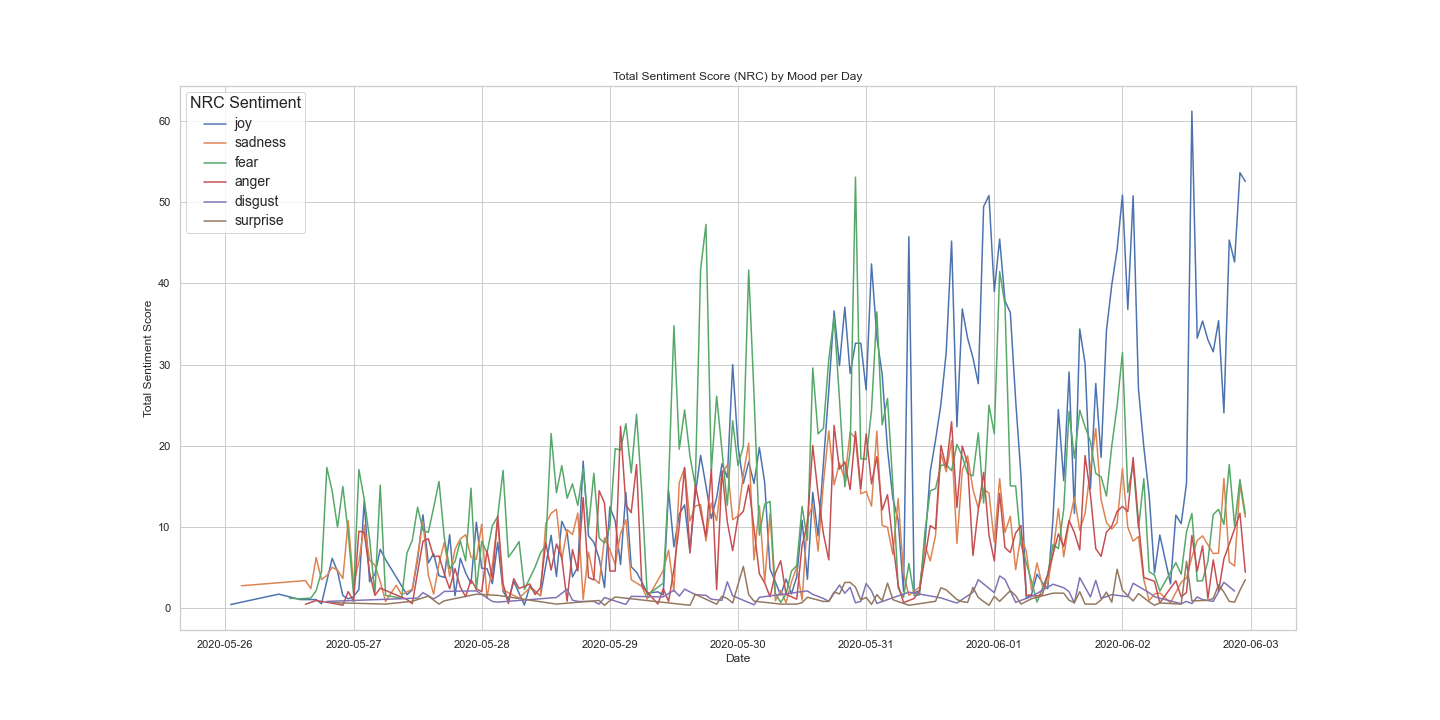 Total Sentiment Score (NRC) by Mood per Day
NRC Sentiment
joy
sadness
fear
anger
disgust
surprise
Total Sentiment Score
60
50
40
30
20
10
0
2020-05-26
2020-05-27
2020-05-28
2020-05-29
2020-05-30
2020-05-31
2020-06-01
2020-06-02
2020-06-03
Date